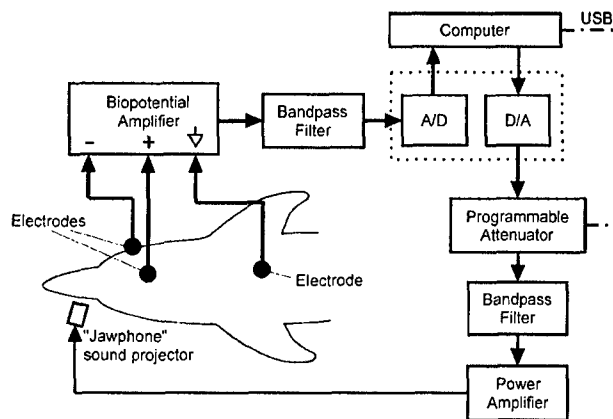 Computer
USB
Biopotential
Amplifier
- +
Bandpass
Filter
A/D
D/A
Electrodes
Electrode
Programmable
Attenuator
Bandpass
Filter
"Jawphone"
sound projector
Power
Amplifier